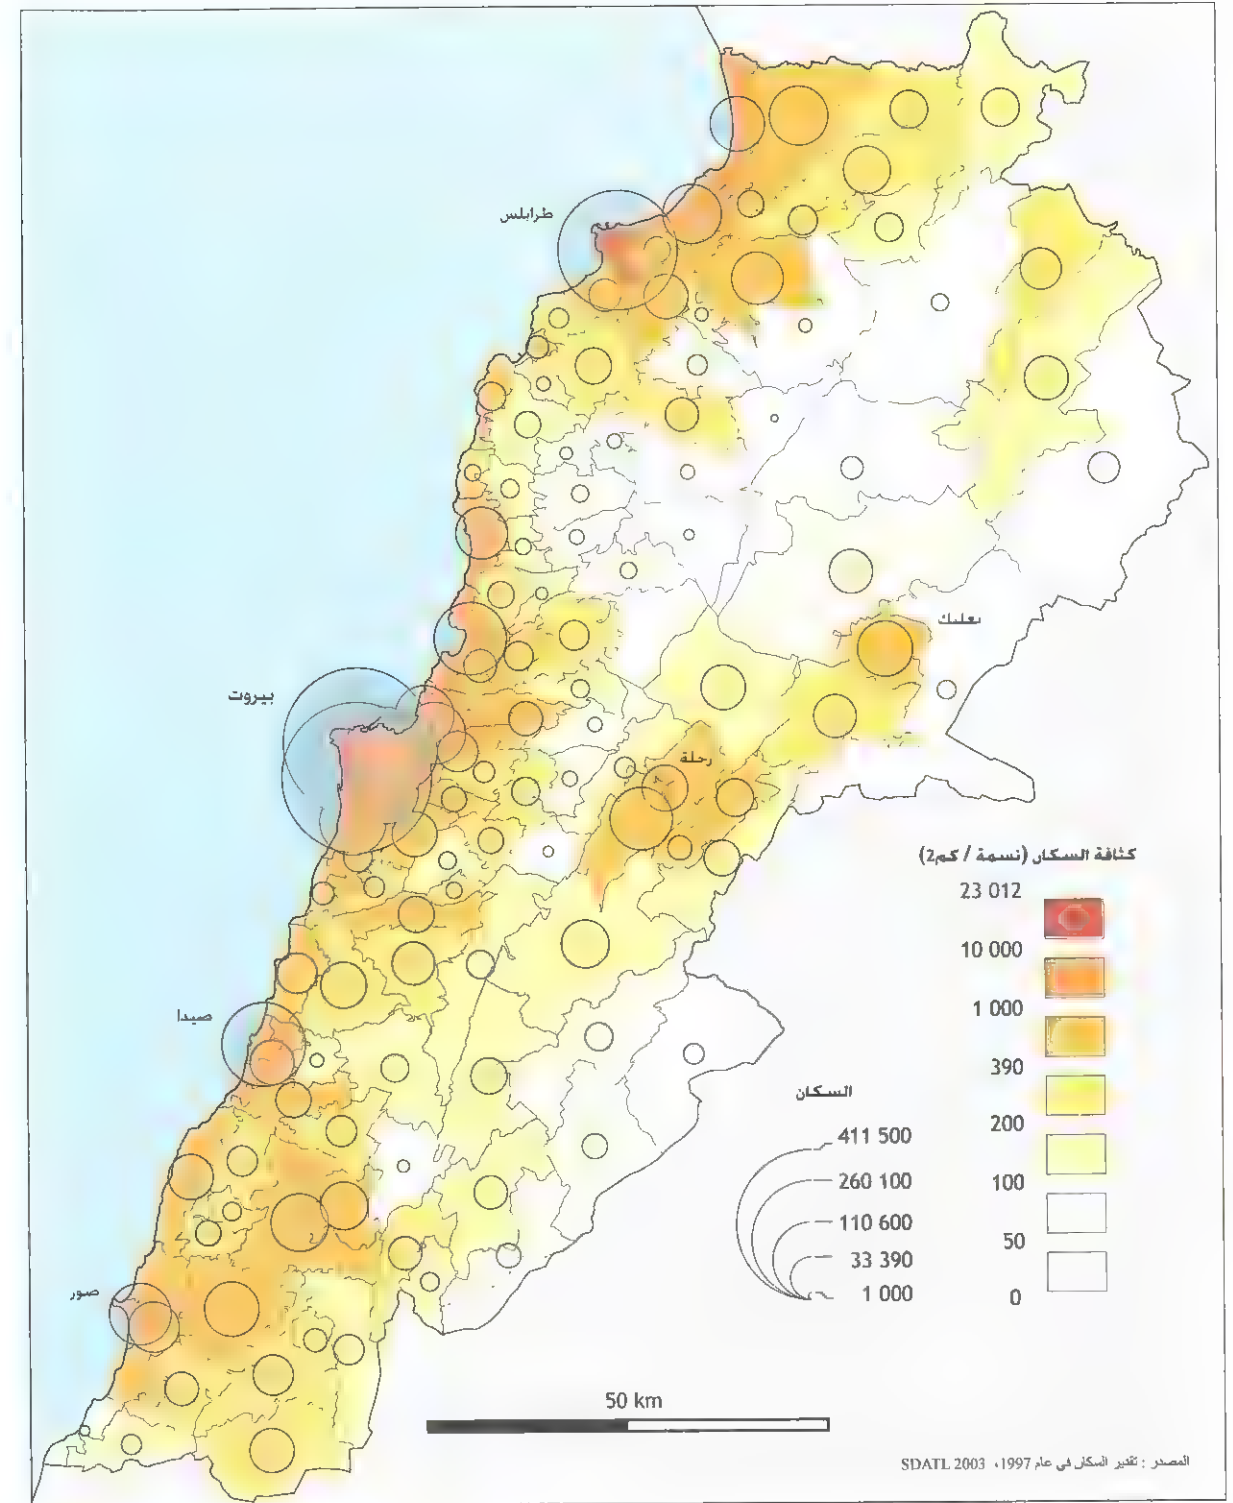 طرابلس
بعلبك
بيروت
زحلة
صيدا
صور
كثافة السكان (نسمة / كم2)
23 012
10 000
1 000
390
200
100
50
0
السكان
411 500
260 100
110 600
33 390
1 000
50 km
المصدر : تقدير السكان في عام 1997، SDATL 2003